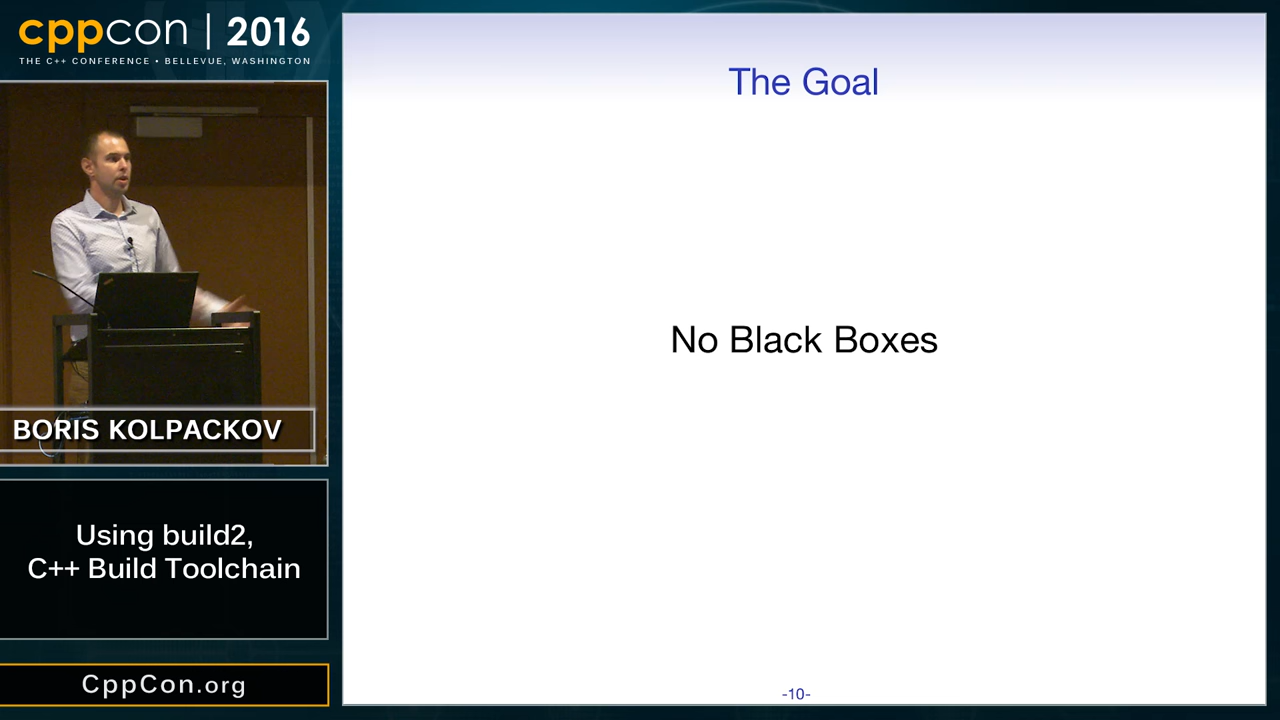 cppcon | 2016
THE C++ CONFERENCE • BELLEVUE, WASHINGTON
BORIS KOLPACKOV
Using build2,
C++ Build Toolchain
CppCon.org
The Goal
No Black Boxes
-10-